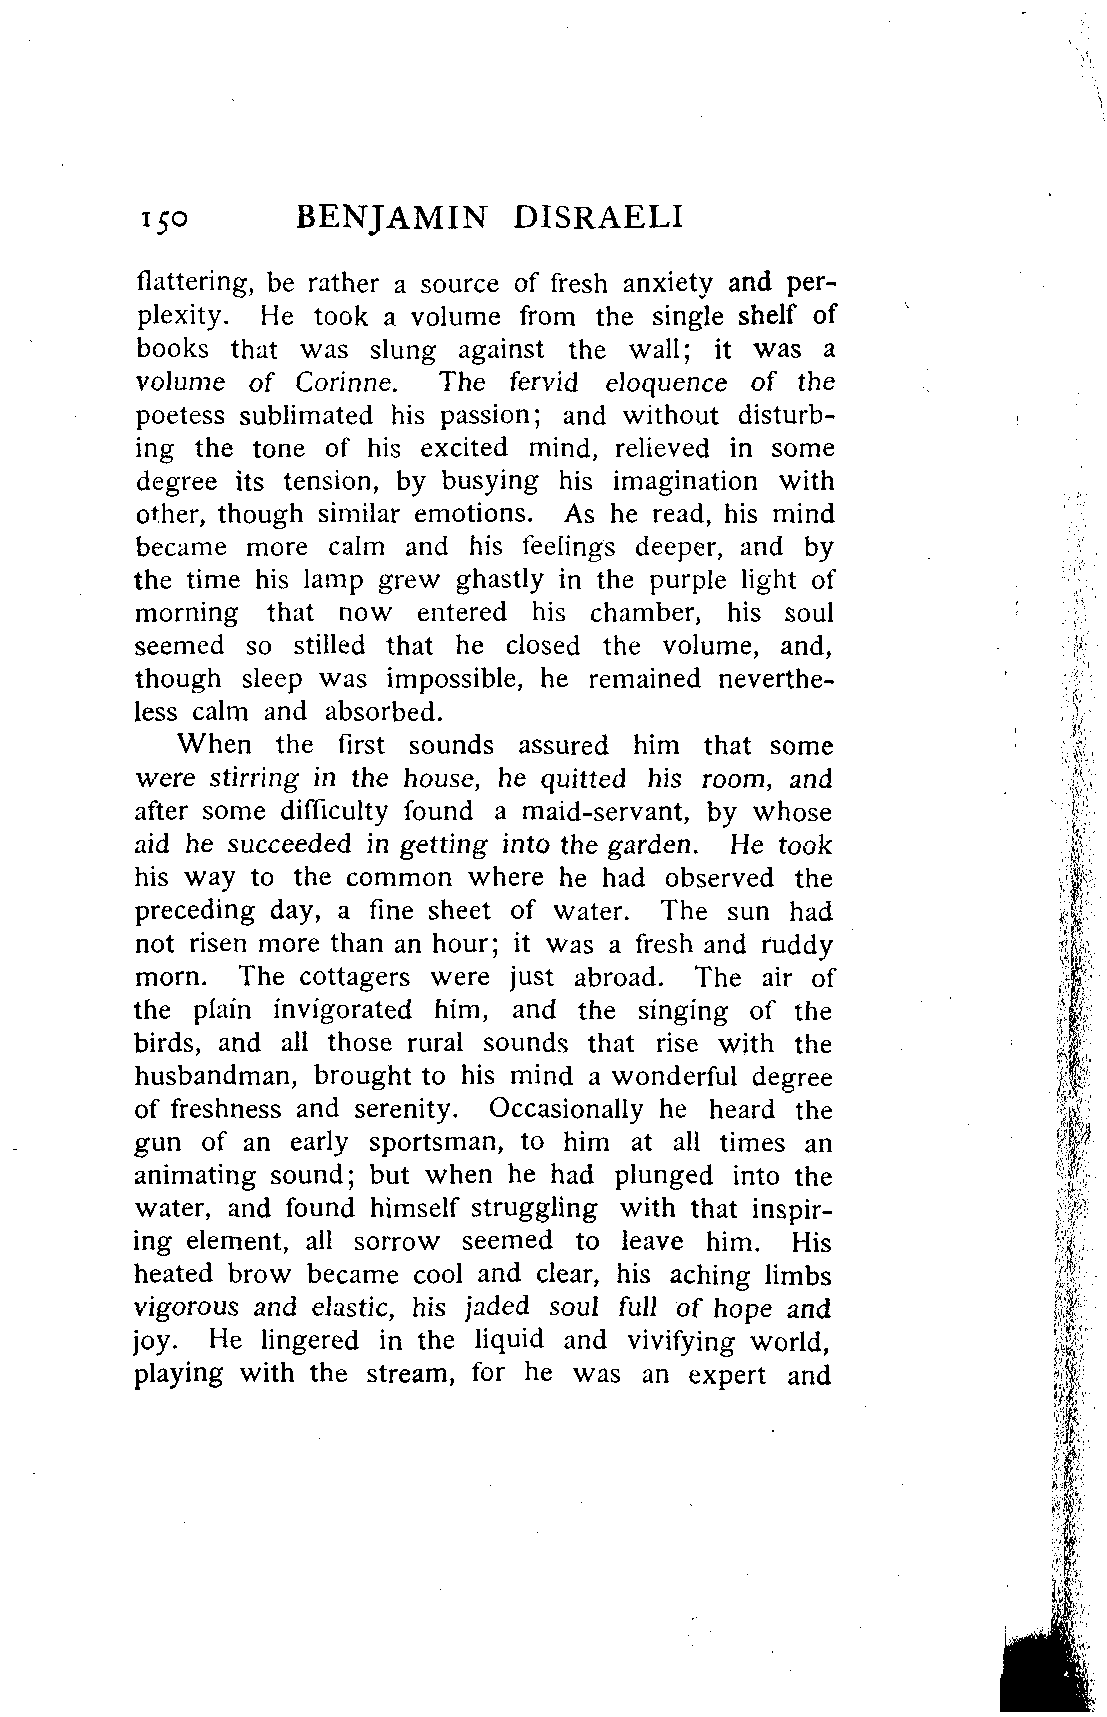 150 BENJAMIN DISRAELI
flattering, be rather a source of fresh anxiety and per-
plexity. He took a volume from the single shelf of
books that was slung against the wall; it was a
volume of Corinne. The fervid eloquence of the
poetess sublimated his passion; and without disturb-
ing the tone of his excited mind, relieved in some
degree its tension, by busying his imagination with
other, though similar emotions. As he read, his mind
became more calm and his feelings deeper, and by
the time his lamp grew ghastly in the purple light of
morning that now entered his chamber, his soul
seemed so stilled that he closed the volume, and,
though sleep was impossible, he remained neverthe-
less calm and absorbed.
When the first sounds assured him that some
were stirring in the house, he quitted his room, and
after some difficulty found a maid-servant, by whose
aid he succeeded in getting into the garden. He took
his way to the common where he had observed the
preceding day, a fine sheet of water. The sun had
not risen more than an hour; it was a fresh and ruddy
morn. The cottagers were just abroad. The air of
the plain invigorated him, and the singing of the
birds, and all those rural sounds that rise with the
husbandman, brought to his mind a wonderful degree
of freshness and serenity. Occasionally he heard the
gun of an early sportsman, to him at all times an
animating sound; but when he had plunged into the
water, and found himself struggling with that inspir-
ing element, all sorrow seemed to leave him. His
heated brow became cool and clear, his aching limbs
vigorous and elastic, his jaded soul full of hope and
joy. He lingered in the liquid and vivifying world,
playing with the stream, for he was an expert and